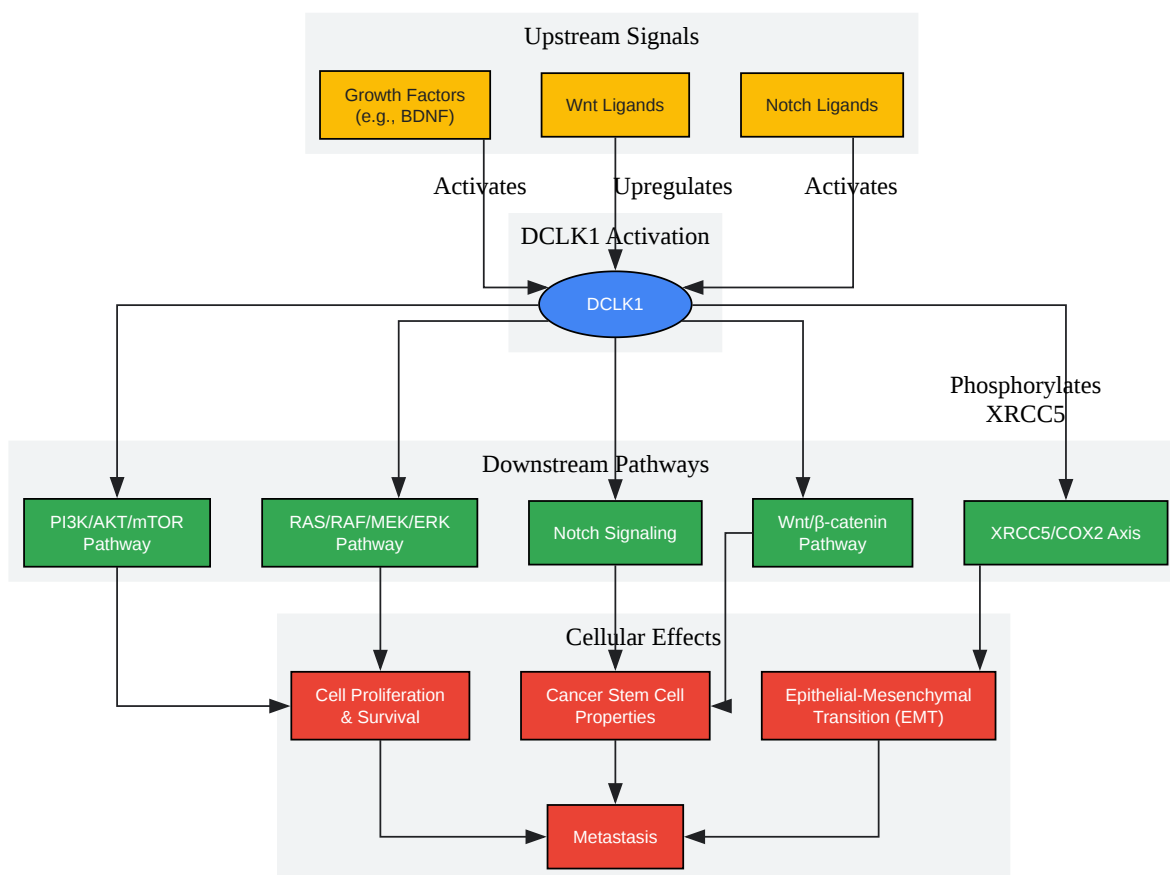 Upstream Signals
Growth Factors
(e.g., BDNF)
Wnt Ligands
Notch Ligands
Activates
Upregulates
Activates
DCLK1 Activation
DCLK1
Phosphorylates
XRCC5
Downstream Pathways
PI3K/AKT/mTOR
Pathway
RAS/RAF/MEK/ERK
Pathway
Notch Signaling
Wnt/β-catenin
Pathway
XRCC5/COX2 Axis
Cellular Effects
Cell Proliferation
& Survival
Cancer Stem Cell
Properties
Epithelial-Mesenchymal
Transition (EMT)
Metastasis